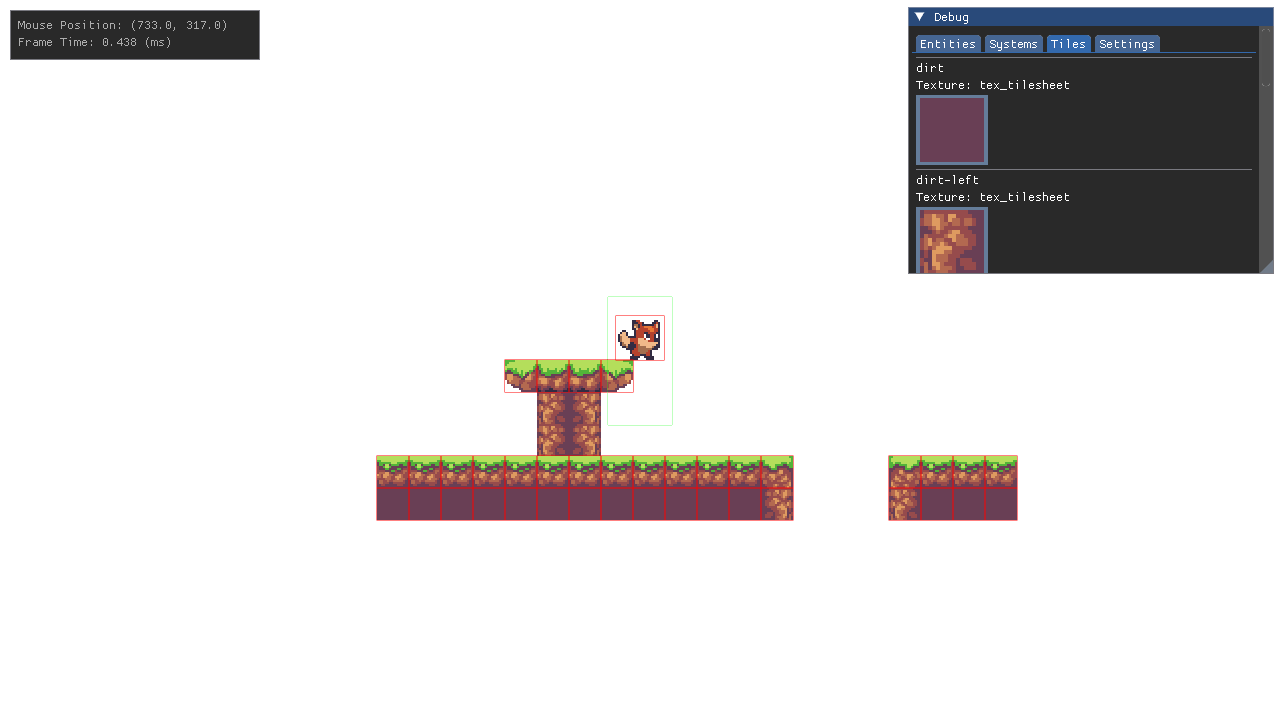 Mouse Position: (733.0, 317.0)
Frame Time: 0.438 (ms)
Debug
Entities Systems Tiles Settings
dirt
Texture: tex_tilesheet
dirt-left
Texture: tex_tilesheet